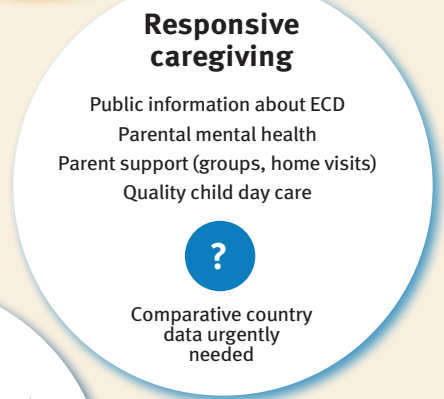 Responsive
caregiving
Public information about ECD
Parental mental health
Parent support (groups, home visits)
Quality child day care
?
Comparative country
data urgently
needed